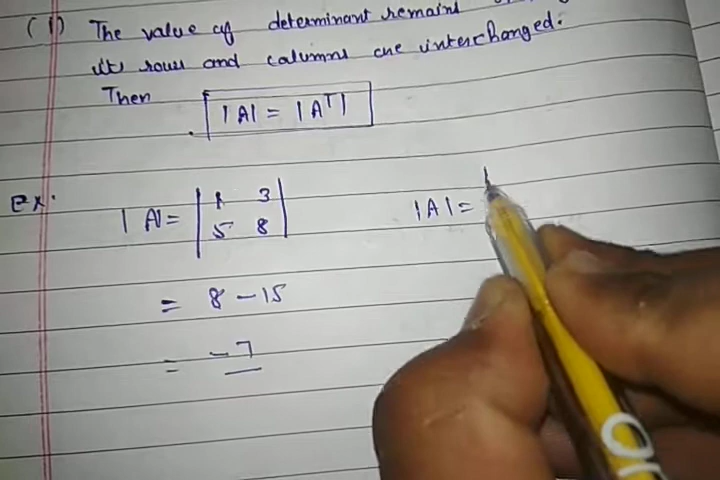 (1) The value of determinant remains
its rows and columns are interchanged.
Then |A| = |Aᵀ|
Ex.
|A| = | 1 3 |
| 5 8 |
|A| =
= 8 - 15
= -7